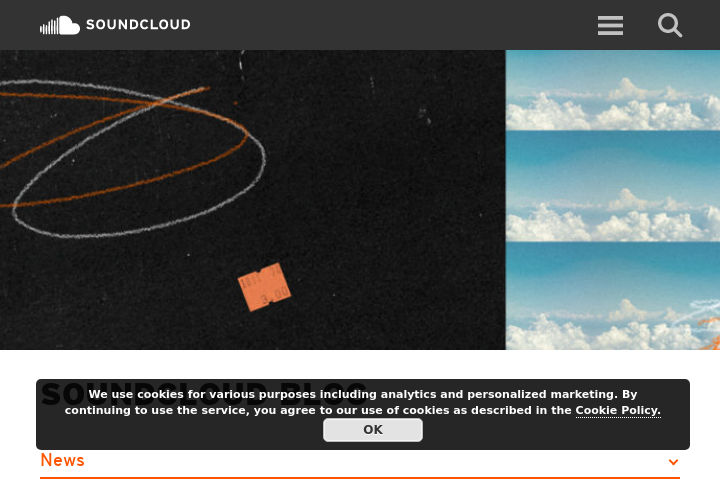 SOUNDCLOUD
SOUNDCLOUD BLOG
We use cookies for various purposes including analytics and personalized marketing. By
continuing to use the service, you agree to our use of cookies as described in the Cookie Policy.
OK
News